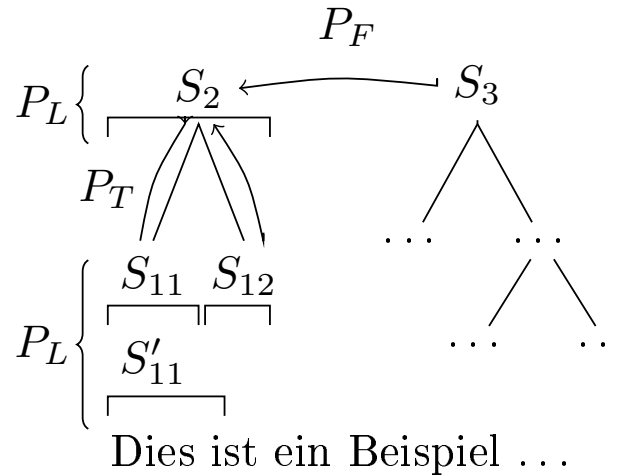 P_F
P_L S_2 S_3
P_T
... ...
S_11 S_12
P_L ... ..
S'_11
Dies ist ein Beispiel ...